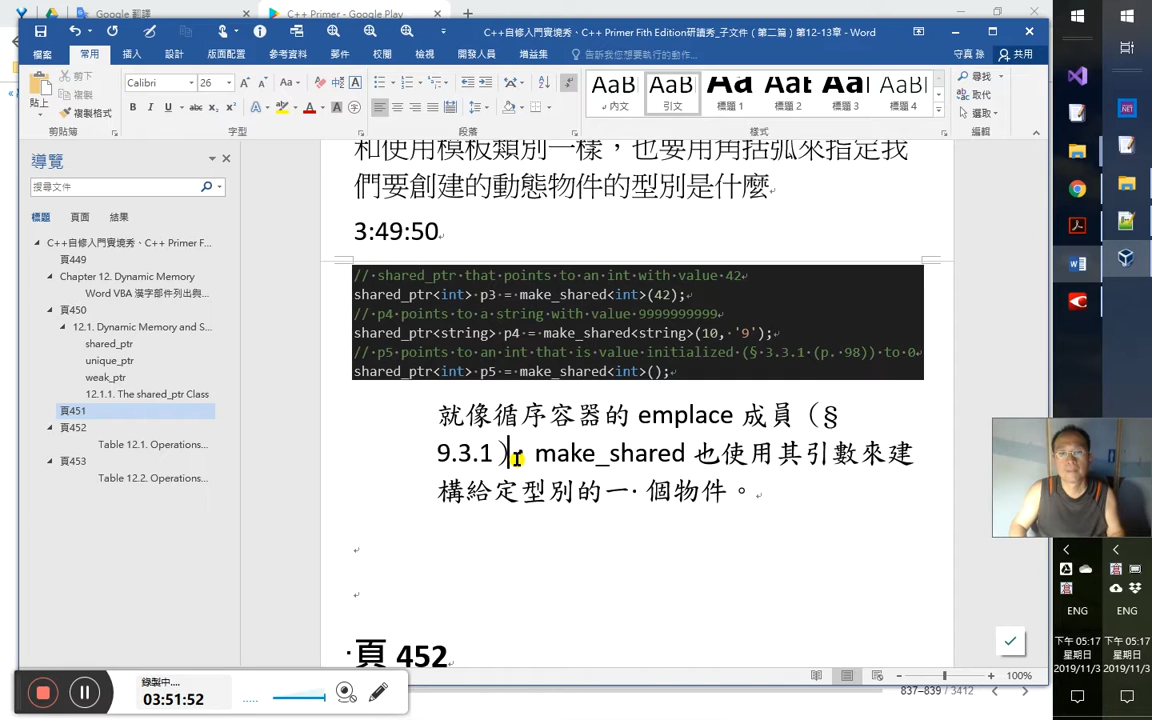 Google 翻譯
C++ Primer - Google Play
C++自修入門實境秀、C++ Primer Fith Edition研讀秀_子文件（第二篇）第12-13章 - Word
檔案 常用 插入 設計 版面配置 參考資料 郵件 校閱 檢視 開發人員 增益集 告訴我您想要執行的動作... 守真 孫 共用
貼上 剪下 複製 複製格式
Calibri 26
AaBb AaBb AaB Aat AaB AaBb
內文 引文 標題 1 標題 2 標題 3 標題 4
尋找 取代 選取
剪貼簿 字型 段落 樣式 編輯
導覽
搜尋文件
標題 頁面 結果
C++自修入門實境秀、C++ Primer F...
頁449
Chapter 12. Dynamic Memory
Word VBA 漢字部件列出與...
頁450
12.1. Dynamic Memory and S...
shared_ptr
unique_ptr
weak_ptr
12.1.1. The shared_ptr Class
頁451
頁452
Table 12.1. Operations...
頁453
Table 12.2. Operations...
和使用模板類別一樣，也要用角括弧來指定我
們要創建的動態物件的型別是什麼
3:49:50
// shared_ptr that points to an int with value 42
shared_ptr<int> p3 = make_shared<int>(42);
// p4 points to a string with value 9999999999
shared_ptr<string> p4 = make_shared<string>(10, '9');
// p5 points to an int that is value initialized (§ 3.3.1 (p. 98)) to 0
shared_ptr<int> p5 = make_shared<int>();
就像循序容器的 emplace 成員（§
9.3.1） make_shared 也使用其引數來建
構給定型別的一 個物件。
頁 452
錄製中....
03:51:52
837–839 / 3412
100%
ENG ENG
下午 05:17 下午 05:17
星期日 星期日
2019/11/3 2019/11/3